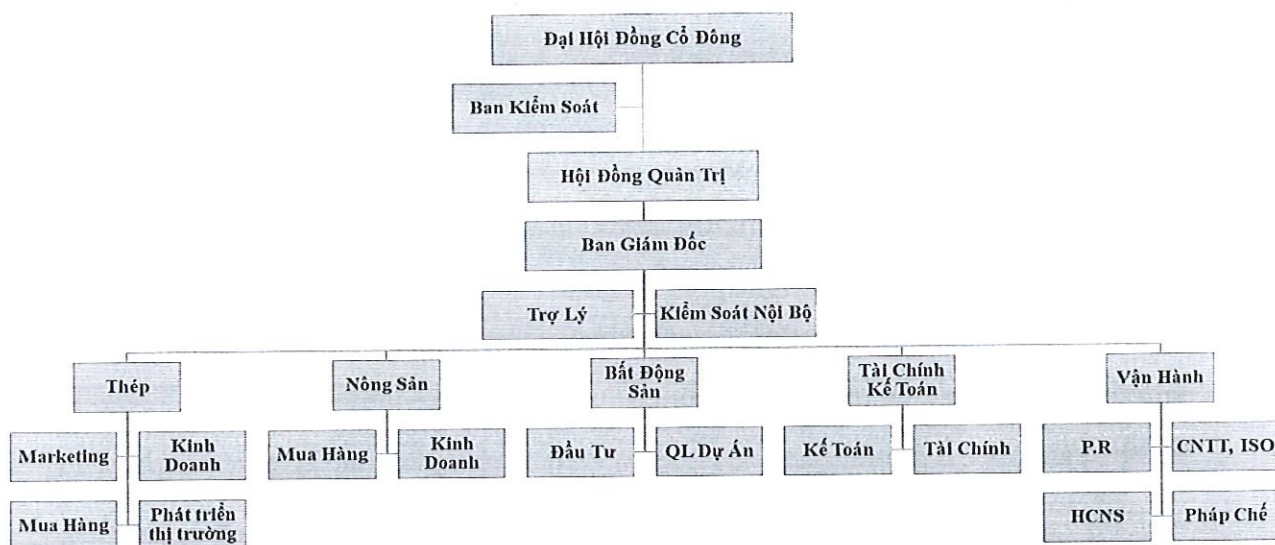 Đại Hội Đồng Cổ Đông
Ban Kiểm Soát
Hội Đồng Quản Trị
Ban Giám Đốc
Trợ Lý
Kiểm Soát Nội Bộ
Thép
Nông Sản
Bất Động
Sản
Tài Chính
Kế Toán
Vận Hành
Marketing
Kinh
Doanh
Mua Hàng
Kinh
Doanh
Đầu Tư
QL Dự Án
Kế Toán
Tài Chính
P.R
CNTT, ISO
Mua Hàng
Phát triển
thị trường
HCNS
Pháp Chế